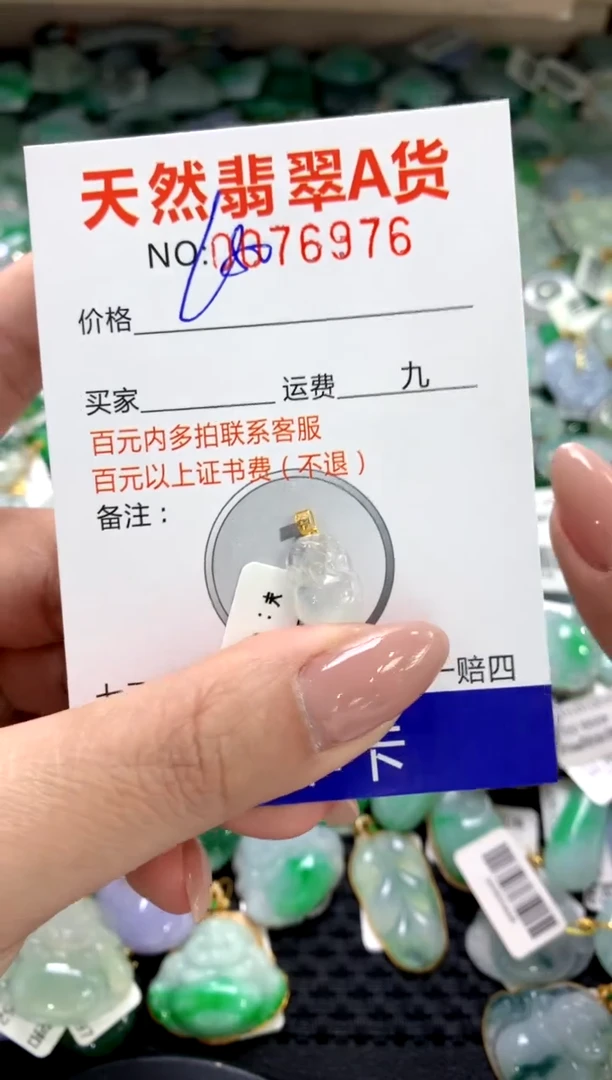 天然翡翠A货
NO:0076976
价格
买家 运费 九
百元内多拍联系客服
百元以上证书费（不退）
备注：
一赔四
卡